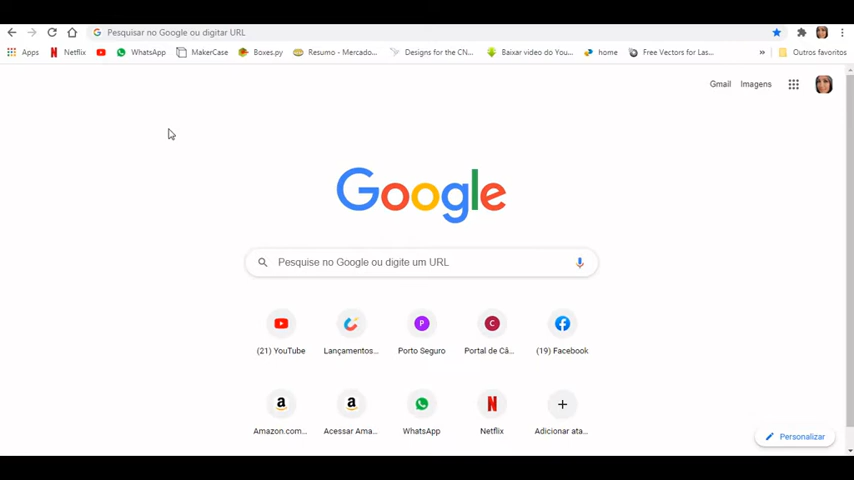 Pesquisar no Google ou digitar URL
Apps Netflix WhatsApp MakerCase Boxes.py Resumo - Mercado... Designs for the CN... Baixar video do You... home Free Vectors for Las... » Outros favoritos
Gmail Imagens
Google
Pesquise no Google ou digite um URL
(21) YouTube Lançamentos... Porto Seguro Portal de Câ... (19) Facebook
Amazon.com... Acessar Ama... WhatsApp Netflix Adicionar ata...
Personalizar